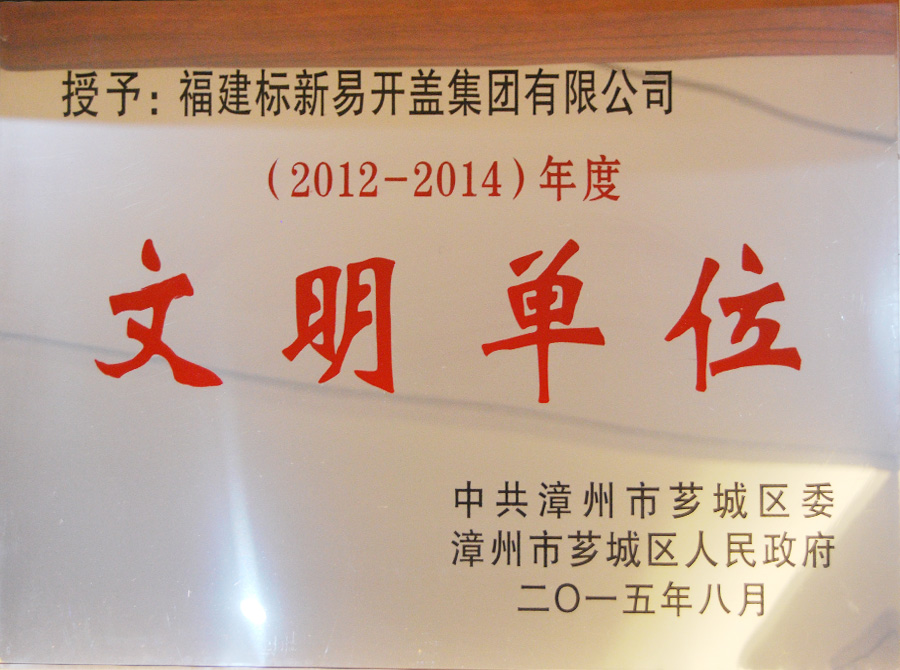 授予：福建标新易开盖集团有限公司
（2012-2014）年度
文明单位
中共漳州市芗城区委
漳州市芗城区人民政府
二〇一五年八月